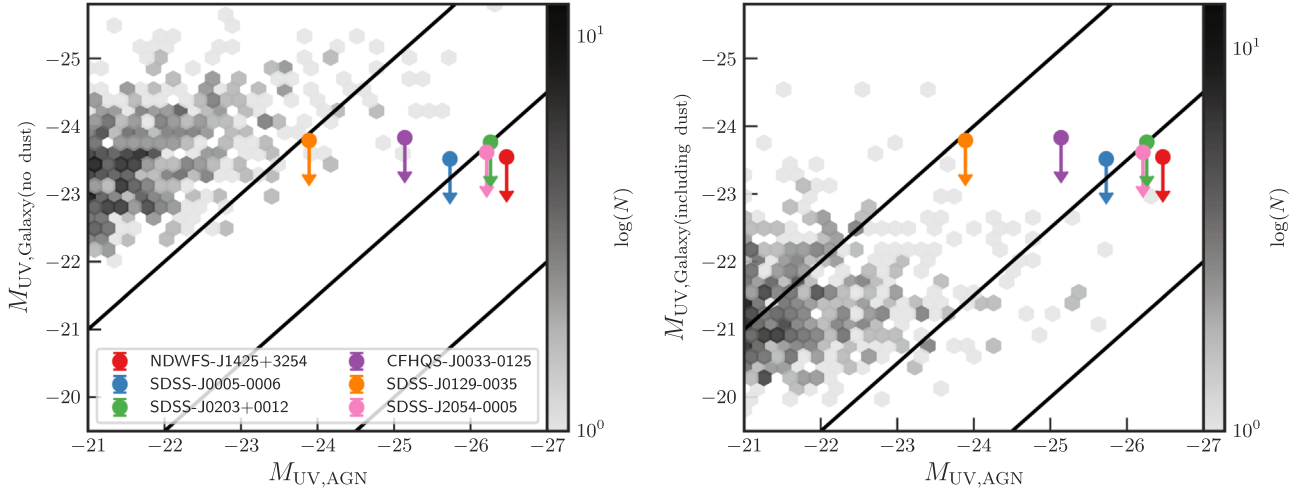 M_UV,Galaxy(no dust)
−25
−24
−23
−22
−21
−20
NDWFS-J1425+3254
SDSS-J0005-0006
SDSS-J0203+0012
CFHQS-J0033-0125
SDSS-J0129-0035
SDSS-J2054-0005
−21 −22 −23 −24 −25 −26 −27
M_UV,AGN
10^1
log(N)
10^0
M_UV,Galaxy(including dust)
−25
−24
−23
−22
−21
−20
−21 −22 −23 −24 −25 −26 −27
M_UV,AGN
10^1
log(N)
10^0